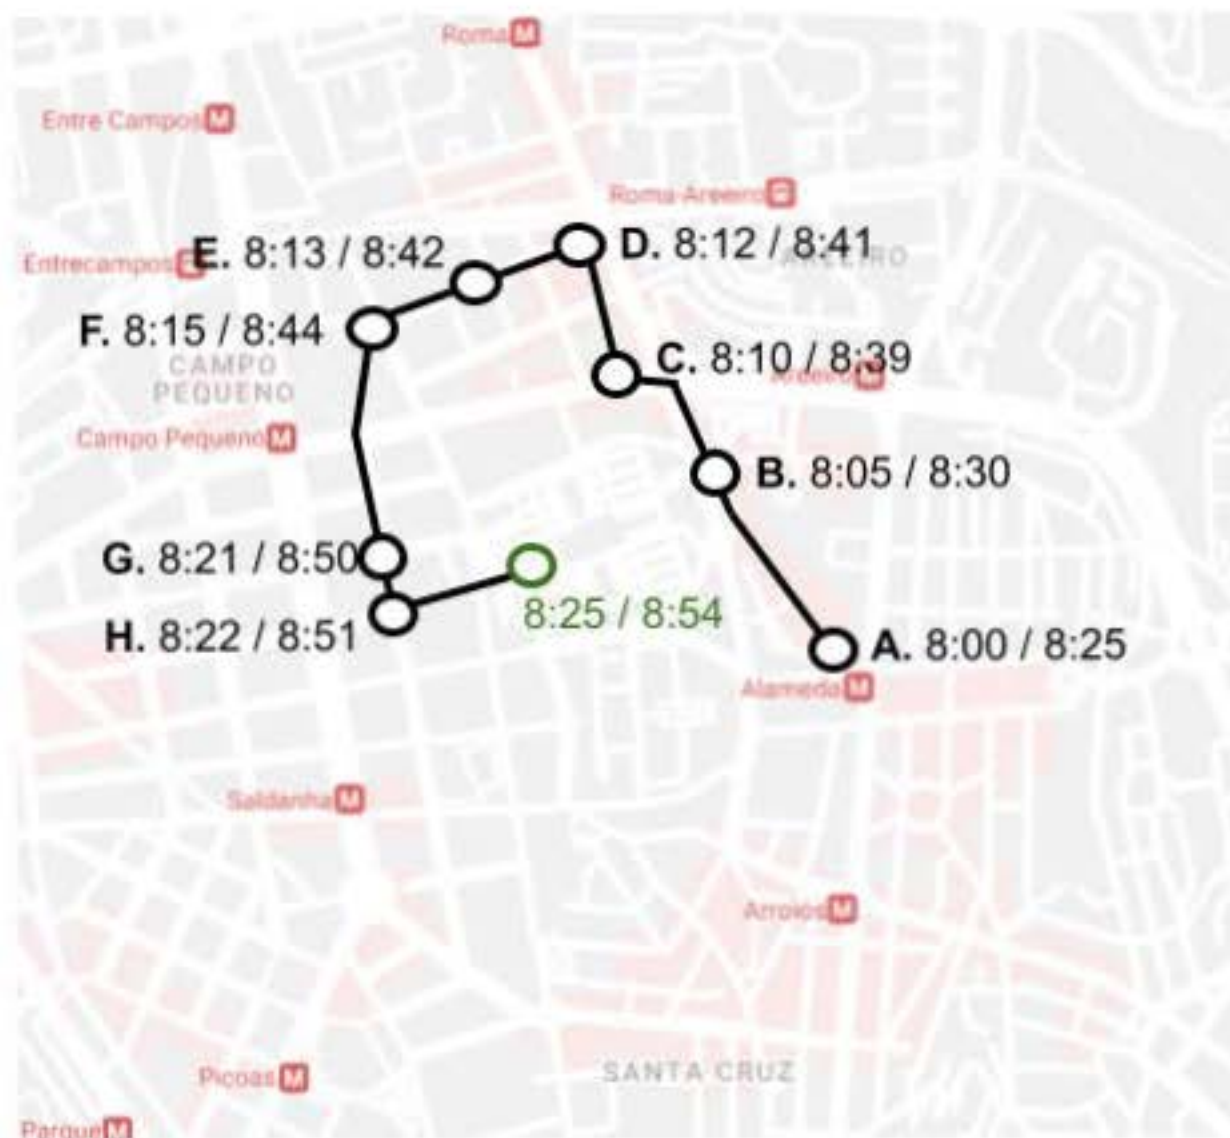 Roma M
Entre Campos M
Roma-Areeiro
Entrecampos
E. 8:13 / 8:42
D. 8:12 / 8:41
F. 8:15 / 8:44
CAMPO
PEQUENO
C. 8:10 / 8:39
Areeiro M
Campo Pequeno M
B. 8:05 / 8:30
G. 8:21 / 8:50
8:25 / 8:54
H. 8:22 / 8:51
A. 8:00 / 8:25
Alameda M
Saldanha M
Arroios M
Picoas M
SANTA CRUZ
Parque M